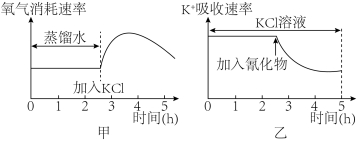 氧气消耗速率
蒸馏水
加入KCl
0 1 2 3 4 5
时间(h)
甲
K⁺吸收速率
KCl溶液
加入氰化物
0 1 2 3 4 5
时间(h)
乙